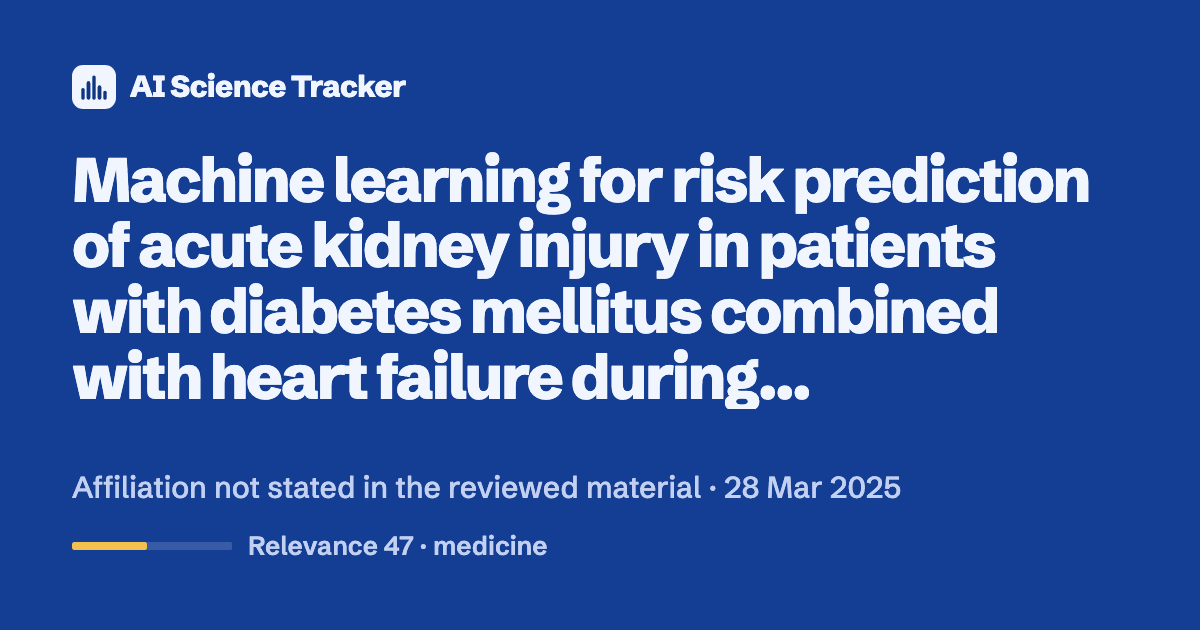 AI Science Tracker
Machine learning for risk prediction
of acute kidney injury in patients
with diabetes mellitus combined
with heart failure during...
Affiliation not stated in the reviewed material · 28 Mar 2025
Relevance 47 · medicine